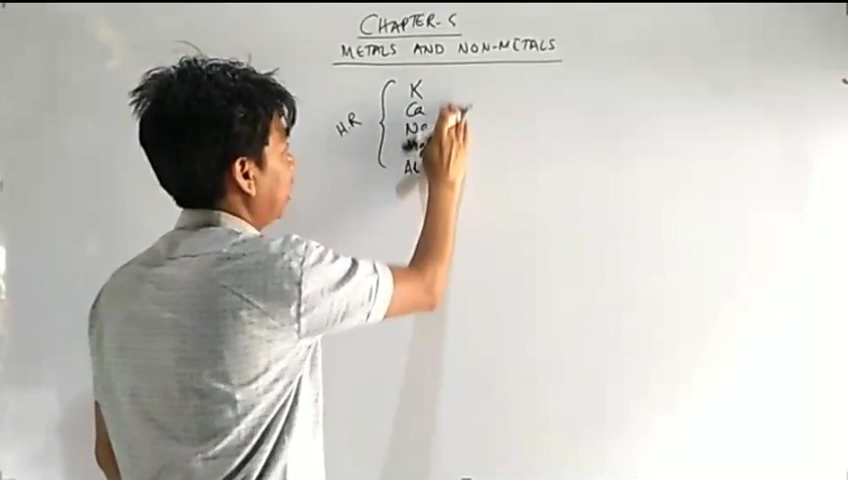 CHAPTER-5
METALS AND NON-METALS
K
H.R
Ca
Na
Al